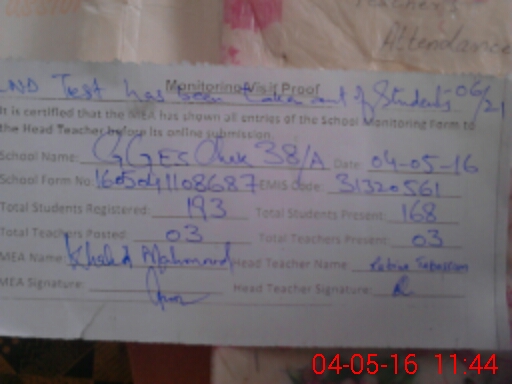 Teachers
Attendance
LND Test has been taken out of Students - 06/21
Monitoring Visit Proof
It is certified that the MEA has shown all entries of the School Monitoring Form to
the Head Teacher before its online submission.
School Name: GGES Chak 38/A Date: 04-05-16
School Form No: 1605041108687 EMIS Code: 31320561
Total Students Registered: 193 Total Students Present: 168
Total Teachers Posted: 03 Total Teachers Present: 03
MEA Name: Khalid Mahmood Head Teacher Name: Tabassum
MEA Signature: Head Teacher Signature:
04-05-16 11:44